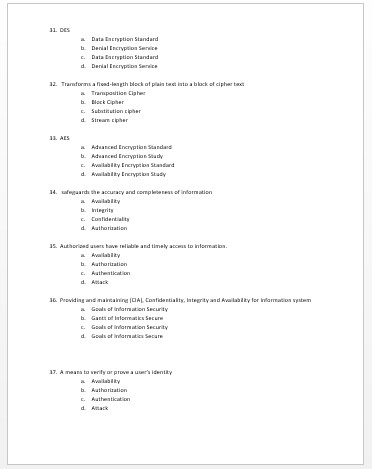 31. DES
a. Data Encryption Standard
b. Denial Encryption Service
c. Data Encryption Standard
d. Denial Encryption Service
32. Transforms a fixed-length block of plain text into a block of cipher text
a. Transposition Cipher
b. Block Cipher
c. Substitution cipher
d. Stream cipher
33. AES
a. Advanced Encryption Standard
b. Advanced Encryption Study
c. Availability Encryption Standard
d. Availability Encryption Study
34. safeguards the accuracy and completeness of information
a. Availability
b. Integrity
c. Confidentiality
d. Authorization
35. Authorized users have reliable and timely access to information.
a. Availability
b. Authorization
c. Authentication
d. Attack
36. Providing and maintaining (CIA), Confidentiality, Integrity and Availability for information system
a. Goals of Information Security
b. Gantt of Informatics Secure
c. Goals of Information Security
d. Goals of Informatics Secure
37. A means to verify or prove a user's identity
a. Availability
b. Authorization
c. Authentication
d. Attack